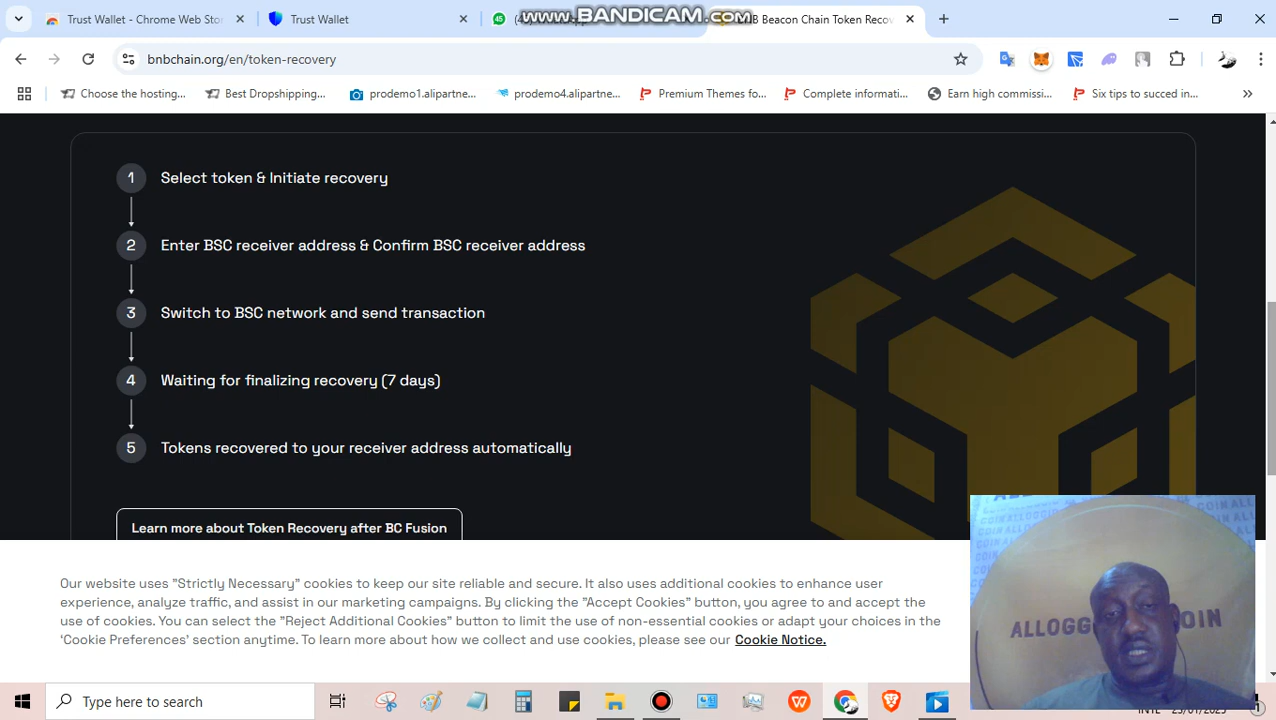 www.BANDICAM.com
Trust Wallet - Chrome Web Sto
Trust Wallet
B Beacon Chain Token Recov
bnbchain.org/en/token-recovery
Choose the hosting...
Best Dropshipping...
prodemo1.alipartne...
prodemo4.alipartne...
Premium Themes fo...
Complete informati...
Earn high commissi...
Six tips to succed in...
1 Select token & Initiate recovery
2 Enter BSC receiver address & Confirm BSC receiver address
3 Switch to BSC network and send transaction
4 Waiting for finalizing recovery (7 days)
5 Tokens recovered to your receiver address automatically
Learn more about Token Recovery after BC Fusion
Our website uses "Strictly Necessary" cookies to keep our site reliable and secure. It also uses additional cookies to enhance user
experience, analyze traffic, and assist in our marketing campaigns. By clicking the "Accept Cookies" button, you agree to and accept the
use of cookies. You can select the "Reject Additional Cookies" button to limit the use of non-essential cookies or adapt your choices in the
'Cookie Preferences' section anytime. To learn more about how we collect and use cookies, please see our Cookie Notice.
ALLOGG OIN
Type here to search
INTL 25/01/2025